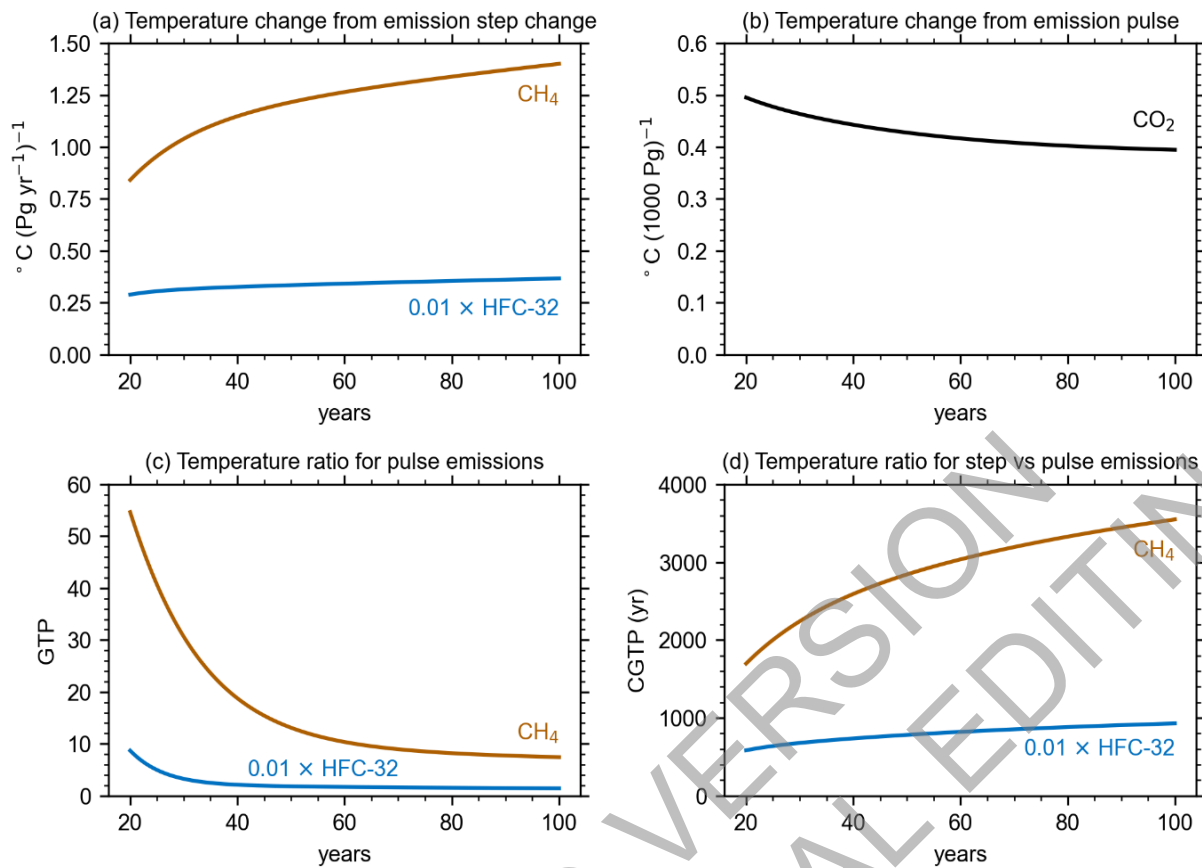 (a) Temperature change from emission step change
1.50
1.25
1.00
0.75
0.50
0.25
0.00
° C (Pg yr⁻¹)⁻¹
CH₄
0.01 × HFC-32
20 40 60 80 100
years
(b) Temperature change from emission pulse
0.6
0.5
0.4
0.3
0.2
0.1
0.0
° C (1000 Pg)⁻¹
CO₂
20 40 60 80 100
years
(c) Temperature ratio for pulse emissions
60
50
40
30
20
10
0
GTP
CH₄
0.01 × HFC-32
20 40 60 80 100
years
(d) Temperature ratio for step vs pulse emissions
4000
3000
2000
1000
0
CGTP (yr)
CH₄
0.01 × HFC-32
20 40 60 80 100
years
VERSION